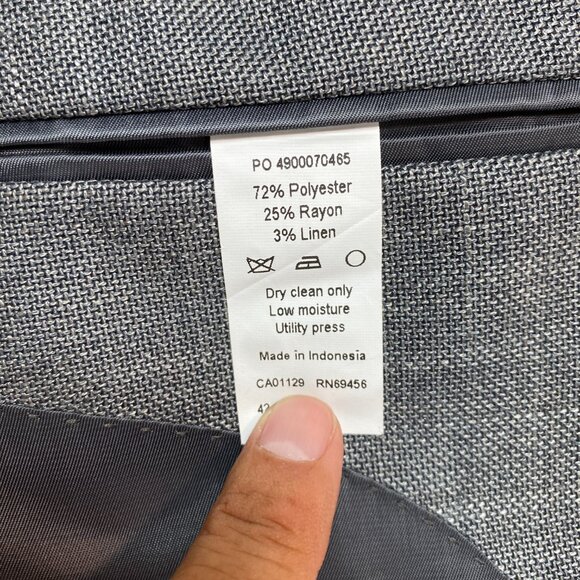 PO 4900070465
72% Polyester
25% Rayon
3% Linen
Dry clean only
Low moisture
Utility press
Made in Indonesia
CA01129 RN69456